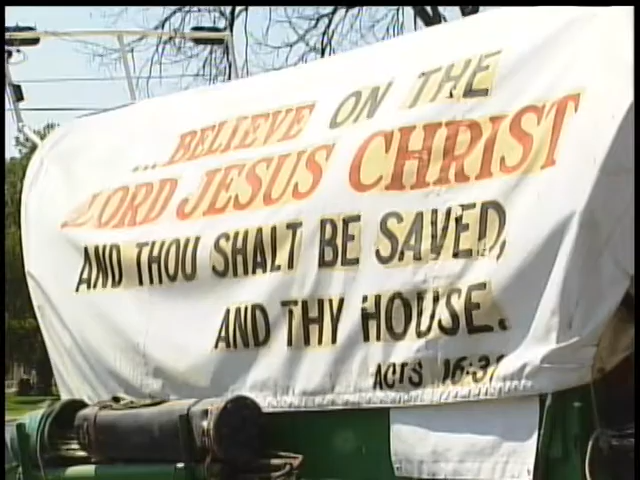 ...BELIEVE ON THE
LORD JESUS CHRIST
AND THOU SHALT BE SAVED,
AND THY HOUSE.
ACTS 16:31